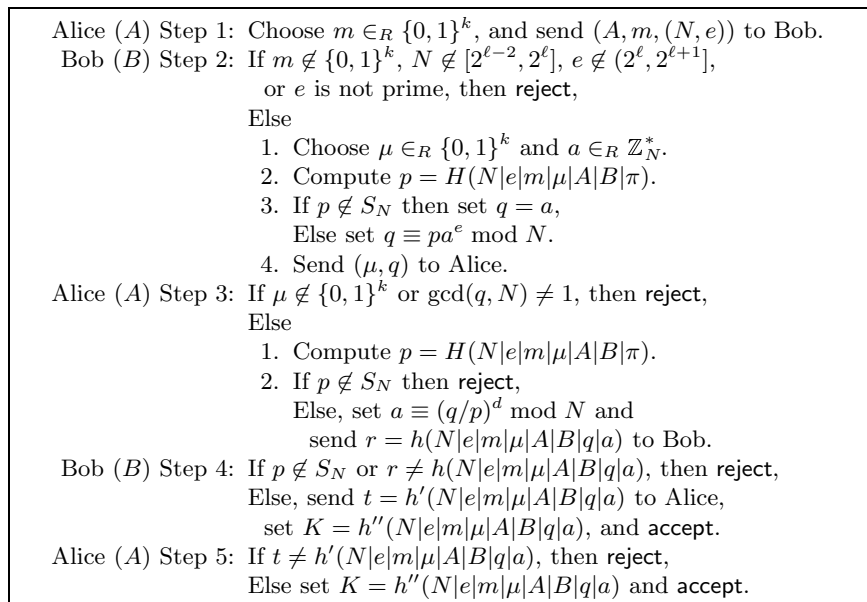 Alice (A) Step 1: Choose m ∈_R {0, 1}^k, and send (A, m, (N, e)) to Bob.
Bob (B) Step 2: If m ∉ {0, 1}^k, N ∉ [2^{ℓ−2}, 2^ℓ], e ∉ (2^ℓ, 2^{ℓ+1}],
or e is not prime, then reject,
Else
1. Choose μ ∈_R {0, 1}^k and a ∈_R ℤ*_N.
2. Compute p = H(N|e|m|μ|A|B|π).
3. If p ∉ S_N then set q = a,
Else set q ≡ pa^e mod N.
4. Send (μ, q) to Alice.
Alice (A) Step 3: If μ ∉ {0, 1}^k or gcd(q, N) ≠ 1, then reject,
Else
1. Compute p = H(N|e|m|μ|A|B|π).
2. If p ∉ S_N then reject,
Else, set a ≡ (q/p)^d mod N and
send r = h(N|e|m|μ|A|B|q|a) to Bob.
Bob (B) Step 4: If p ∉ S_N or r ≠ h(N|e|m|μ|A|B|q|a), then reject,
Else, send t = h′(N|e|m|μ|A|B|q|a) to Alice,
set K = h″(N|e|m|μ|A|B|q|a), and accept.
Alice (A) Step 5: If t ≠ h′(N|e|m|μ|A|B|q|a), then reject,
Else set K = h″(N|e|m|μ|A|B|q|a) and accept.